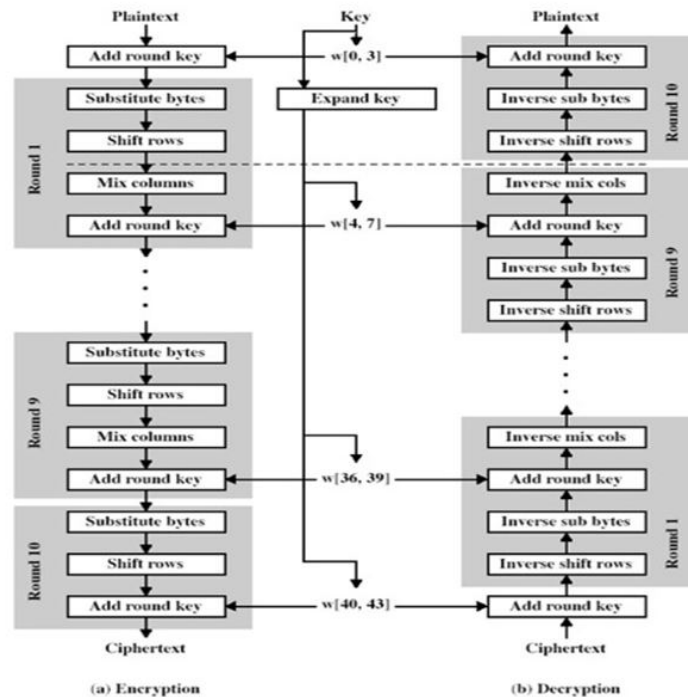 Plaintext
Add round key
Round 1
Substitute bytes
Shift rows
Mix columns
Add round key
Round 9
Substitute bytes
Shift rows
Mix columns
Add round key
Round 10
Substitute bytes
Shift rows
Add round key
Ciphertext
(a) Encryption
Key
w[0, 3]
Expand key
w[4, 7]
w[36, 39]
w[40, 43]
Plaintext
Add round key
Inverse sub bytes
Inverse shift rows
Round 10
Inverse mix cols
Add round key
Inverse sub bytes
Inverse shift rows
Round 9
Inverse mix cols
Add round key
Inverse sub bytes
Inverse shift rows
Round 1
Add round key
Ciphertext
(b) Decryption